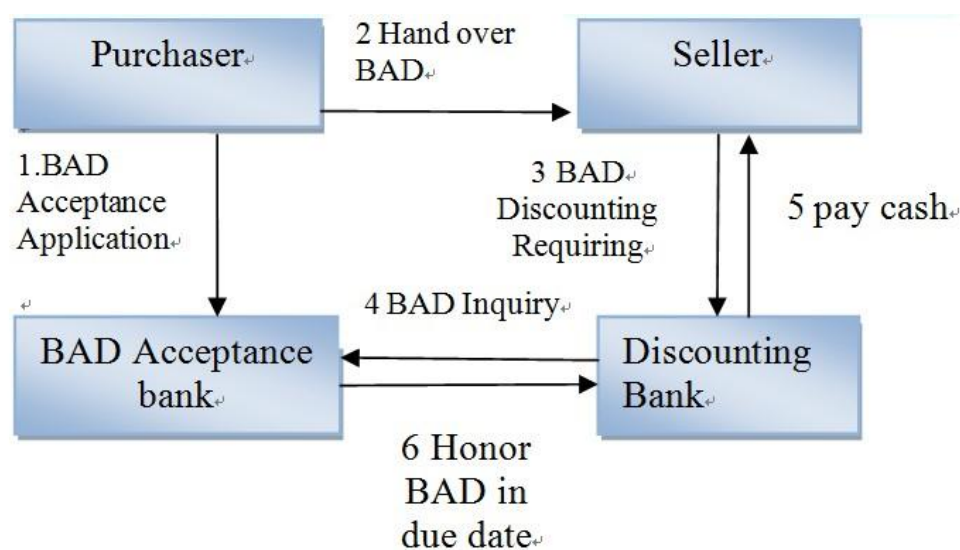 Purchaser
2 Hand over
BAD
Seller
1.BAD
Acceptance
Application
3 BAD
Discounting
Requiring
5 pay cash
4 BAD Inquiry
BAD Acceptance
bank
Discounting
Bank
6 Honor
BAD in
due date